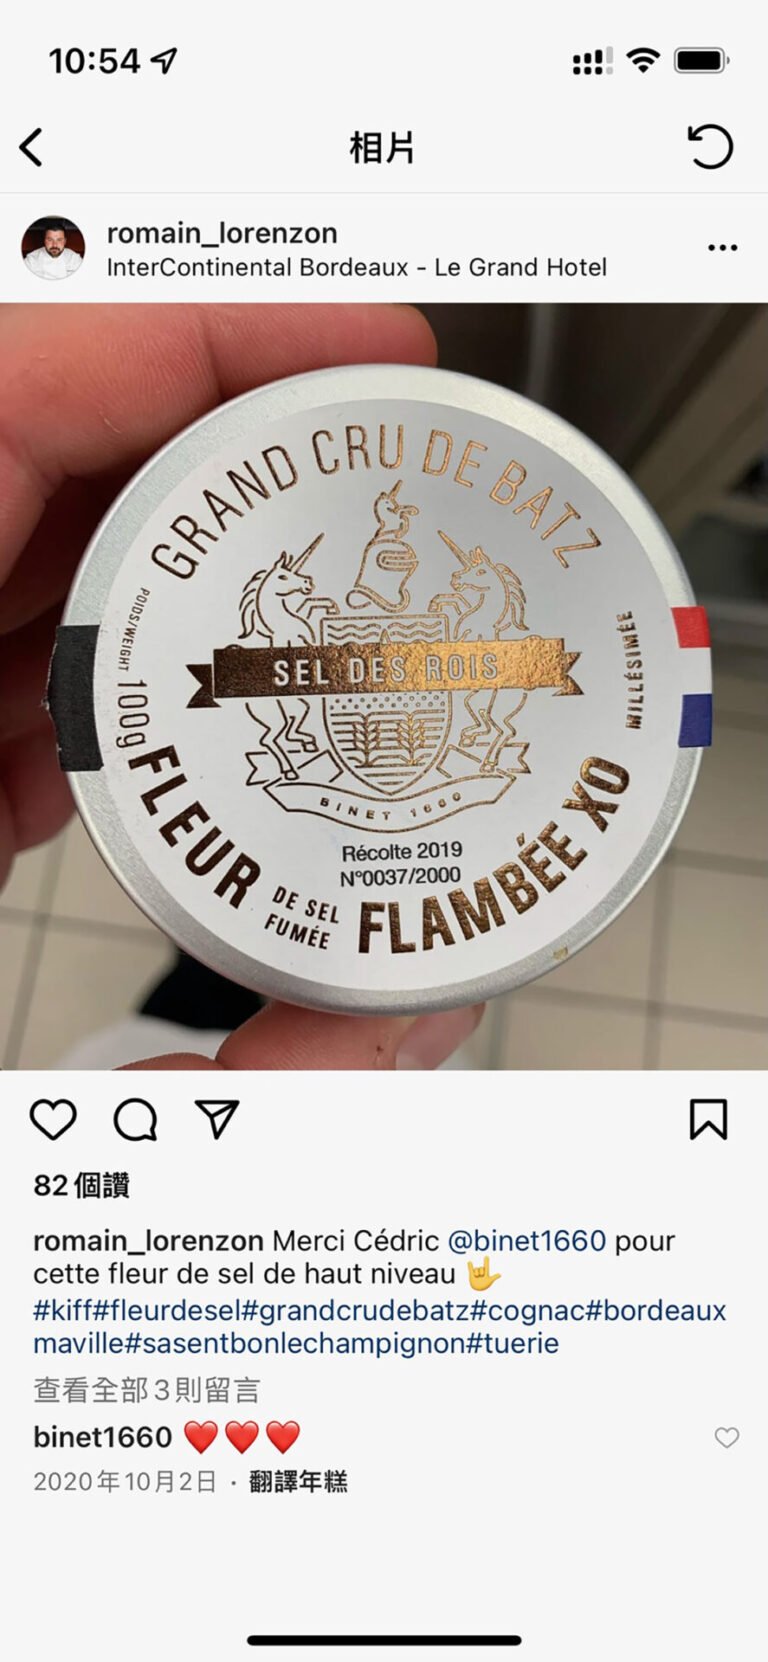 10:54
相片
romain_lorenzon
InterContinental Bordeaux - Le Grand Hotel
GRAND CRU DE BATZ
POIDS/WEIGHT 100g
MILLÉSIMÉE
SEL DES ROIS
BINET 1660
Récolte 2019
N°0037/2000
FLEUR
DE SEL
FUMÉE
FLAMBÉE XO
82 個讚
romain_lorenzon Merci Cédric @binet1660 pour
cette fleur de sel de haut niveau 🤟
#kiff#fleurdesel#grandcrudebatz#cognac#bordeaux
maville#sasentbonlechampignon#tuerie
查看全部 3 則留言
binet1660 ❤️❤️❤️
2020年10月2日 · 翻譯年糕